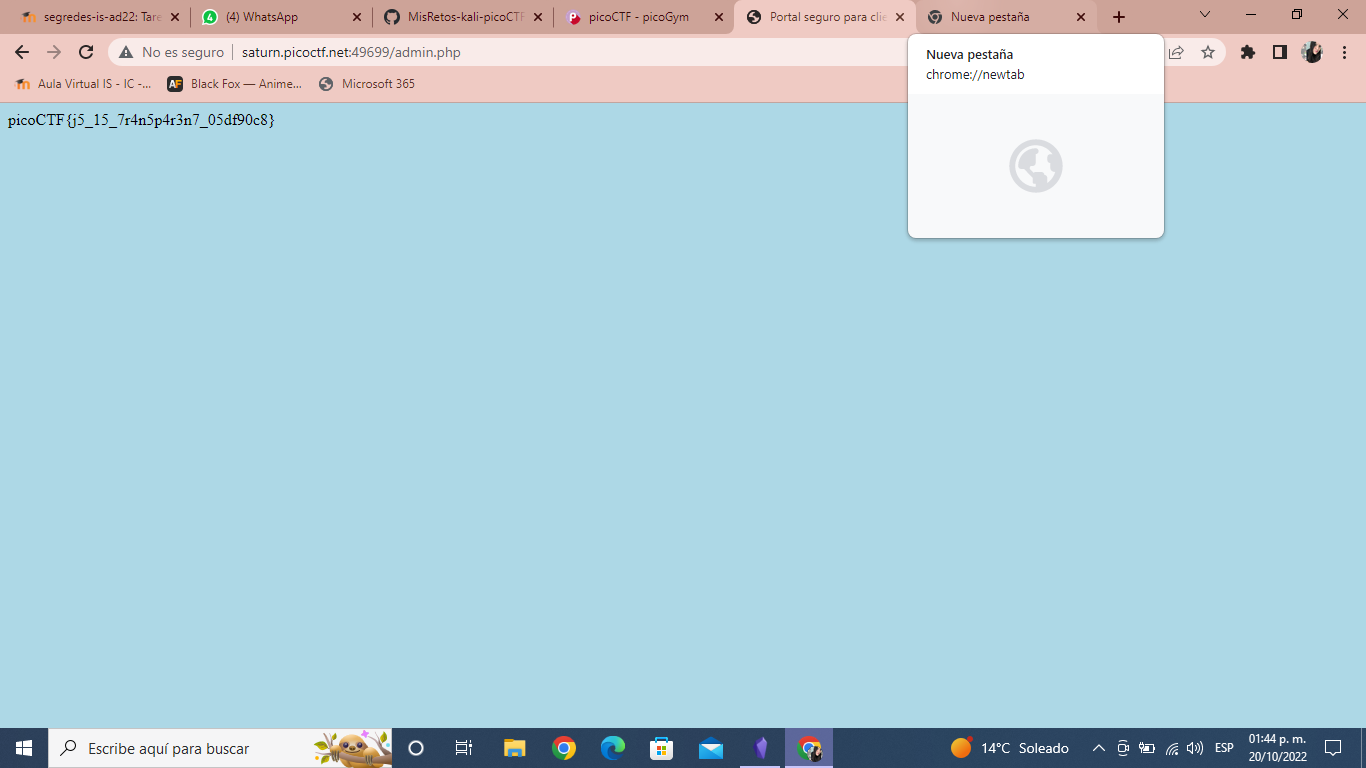 segredes-is-ad22: Tare
(4) WhatsApp
MisRetos-kali-picoCTF
picoCTF - picoGym
Portal seguro para clie
Nueva pestaña
No es seguro
saturn.picoctf.net:49699/admin.php
Nueva pestaña
chrome://newtab
Aula Virtual IS - IC -...
AF
Black Fox — Anime...
Microsoft 365
picoCTF{j5_15_7r4n5p4r3n7_05df90c8}
Escribe aquí para buscar
14°C Soleado
ESP
01:44 p. m.
20/10/2022